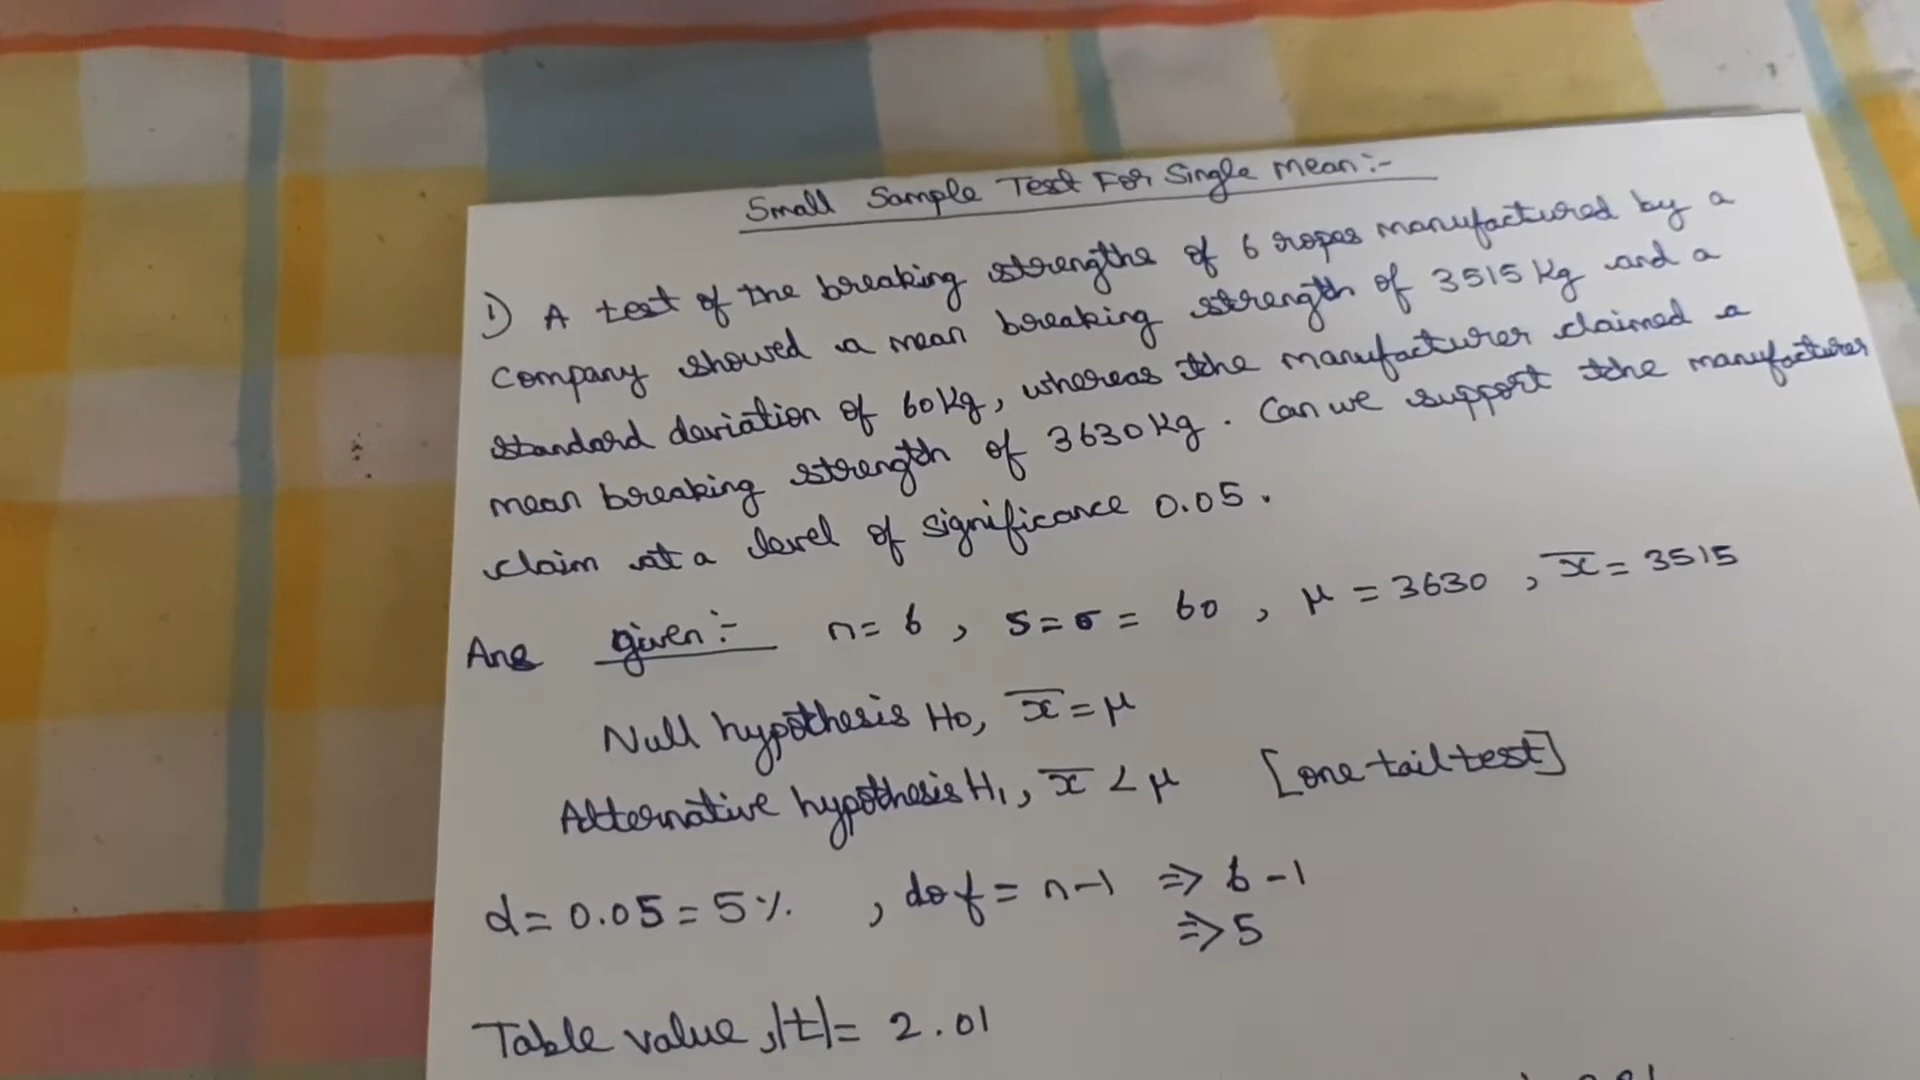 Small Sample Test For Single Mean :-
1) A test of the breaking strengths of 6 ropes manufactured by a
company showed a mean breaking strength of 3515 Kg and a
standard deviation of 60 Kg, whereas the manufacturer claimed a
mean breaking strength of 3630 Kg. Can we support the manufacturer
claim at a level of significance 0.05.
Ans given :- n = 6 , s = σ = 60 , μ = 3630 , x̄ = 3515
Null hypothesis H0, x̄ = μ
Alternative hypothesis H1, x̄ < μ [one tail test]
α = 0.05 = 5% , dof = n-1 => 6-1
=> 5
Table value, |t| = 2.01